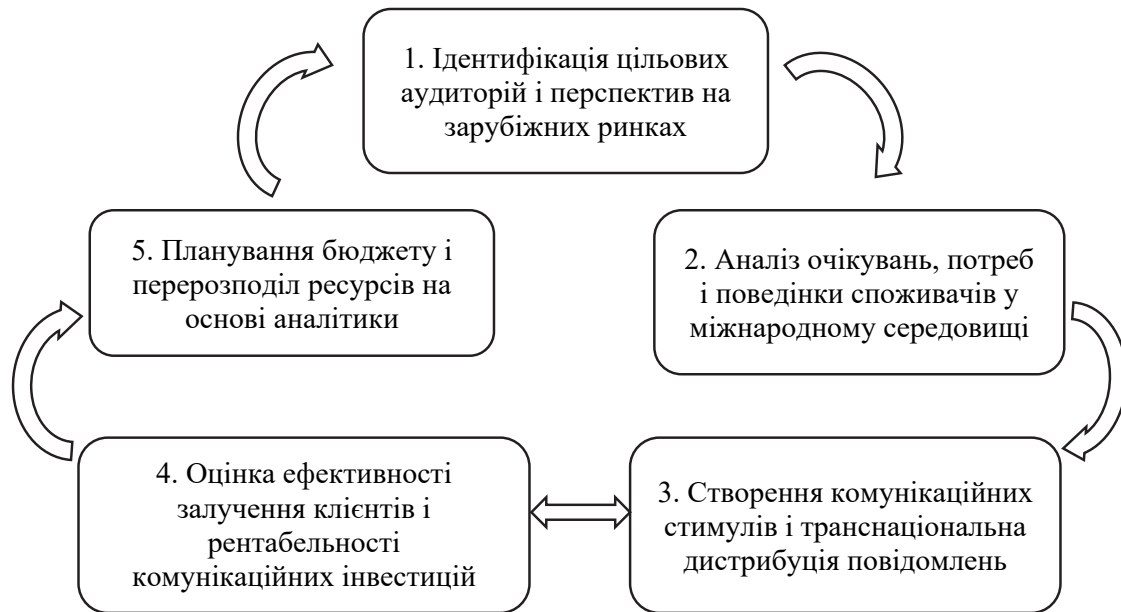 1. Ідентифікація цільових
аудиторій і перспектив на
зарубіжних ринках
2. Аналіз очікувань, потреб
і поведінки споживачів у
міжнародному середовищі
3. Створення комунікаційних
стимулів і транснаціональна
дистрибуція повідомлень
4. Оцінка ефективності
залучення клієнтів і
рентабельності
комунікаційних інвестицій
5. Планування бюджету і
перерозподіл ресурсів на
основі аналітики